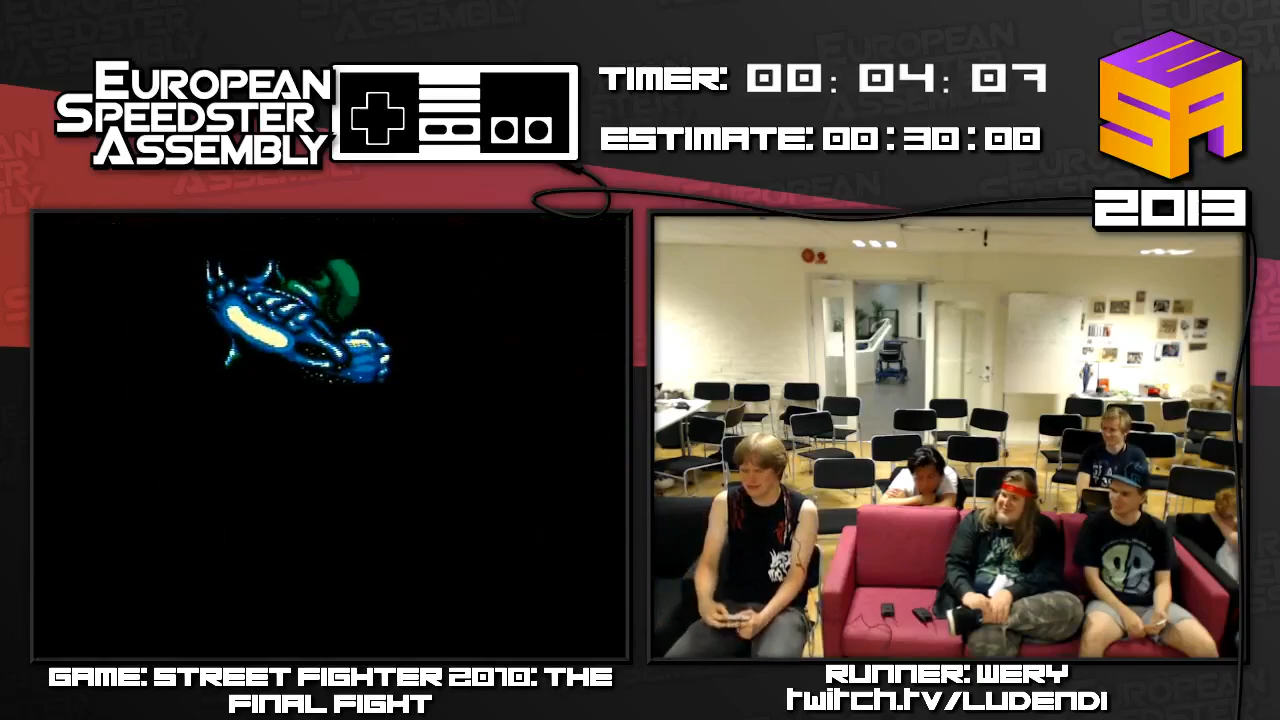 EUROPEAN
SPEEDSTER
ASSEMBLY
TIMER: 00:04:07
ESTIMATE: 00:30:00
ESA
2013
GAME: STREET FIGHTER 2010: THE
FINAL FIGHT
RUNNER: WERY
TWITCH.TV/LUDENDI